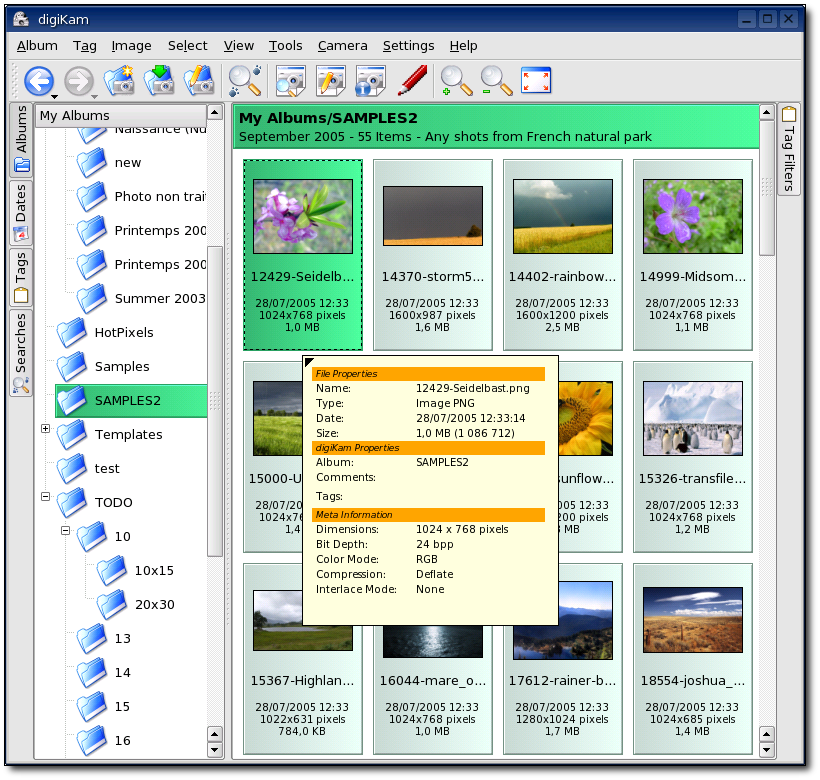 digiKam
Album Tag Image Select View Tools Camera Settings Help
Albums
Dates
Tags
Searches
My Albums
Naissance (Nu
new
Photo non trai
Printemps 200
Printemps 200
Summer 2003
HotPixels
Samples
SAMPLES2
Templates
test
TODO
10
10x15
20x30
13
14
15
16
My Albums/SAMPLES2
September 2005 - 55 Items - Any shots from French natural park
12429-Seidelb... 14370-storm5... 14402-rainbow... 14999-Midsom...
28/07/2005 12:33 28/07/2005 12:33 28/07/2005 12:33 28/07/2005 12:33
1024x768 pixels 1600x987 pixels 1600x1200 pixels 1024x768 pixels
1,0 MB 1,6 MB 2,5 MB 1,1 MB
File Properties
Name: 12429-Seidelbast.png
Type: Image PNG
Date: 28/07/2005 12:33:14
Size: 1,0 MB (1 086 712)
digiKam Properties
Album: SAMPLES2
Comments:
Tags:
Meta Information
Dimensions: 1024 x 768 pixels
Bit Depth: 24 bpp
Color Mode: RGB
Compression: Deflate
Interlace Mode: None
15000-U sunflow... 15326-transfile...
28/07/20 05 12:33 28/07/2005 12:33
1024x76 200 pixels 1024x768 pixels
1,4 MB 1,2 MB
15367-Highlan... 16044-mare_o... 17612-rainer-b... 18554-joshua_...
28/07/2005 12:33 28/07/2005 12:33 28/07/2005 12:33 28/07/2005 12:33
1022x631 pixels 1024x768 pixels 1280x1024 pixels 1024x685 pixels
784,0 KB 1,0 MB 1,7 MB 1,4 MB
Tag Filters